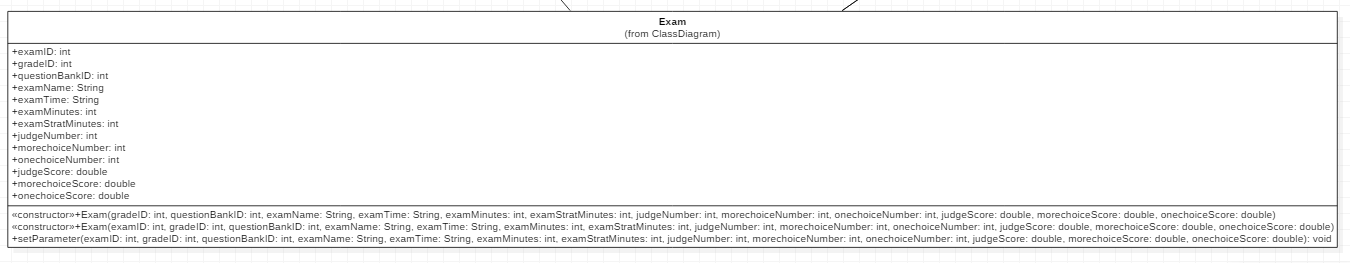 Exam
(from ClassDiagram)
+examID: int
+gradeID: int
+questionBankID: int
+examName: String
+examTime: String
+examMinutes: int
+examStratMinutes: int
+judgeNumber: int
+morechoiceNumber: int
+onechoiceNumber: int
+judgeScore: double
+morechoiceScore: double
+onechoiceScore: double
«constructor»+Exam(gradeID: int, questionBankID: int, examName: String, examTime: String, examMinutes: int, examStratMinutes: int, judgeNumber: int, morechoiceNumber: int, onechoiceNumber: int, judgeScore: double, morechoiceScore: double, onechoiceScore: double)
«constructor»+Exam(examID: int, gradeID: int, questionBankID: int, examName: String, examTime: String, examMinutes: int, examStratMinutes: int, judgeNumber: int, morechoiceNumber: int, onechoiceNumber: int, judgeScore: double, morechoiceScore: double, onechoiceScore: double)
+setParameter(examID: int, gradeID: int, questionBankID: int, examName: String, examTime: String, examMinutes: int, examStratMinutes: int, judgeNumber: int, morechoiceNumber: int, onechoiceNumber: int, judgeScore: double, morechoiceScore: double, onechoiceScore: double): void